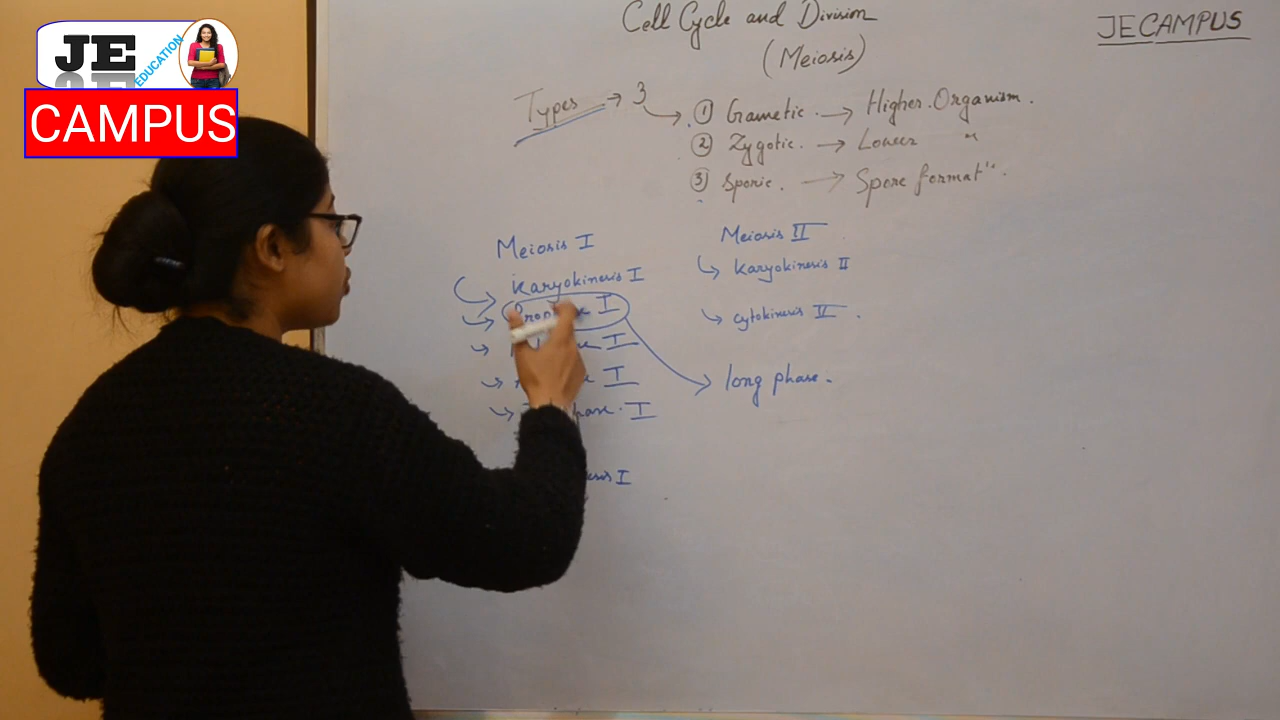 JE
EDUCATION
CAMPUS
Cell Cycle and Division
(Meiosis)
JECAMPUS
Types → 3
① Gametic. → Higher. Organism.
② Zygotic. → Lower "
③ Sporic. → Spore formatⁿ.
Meiosis I
Karyokinesis I
I
I
I
I
I
Meiosis II
Karyokinesis II
cytokinesis II.
long phase.